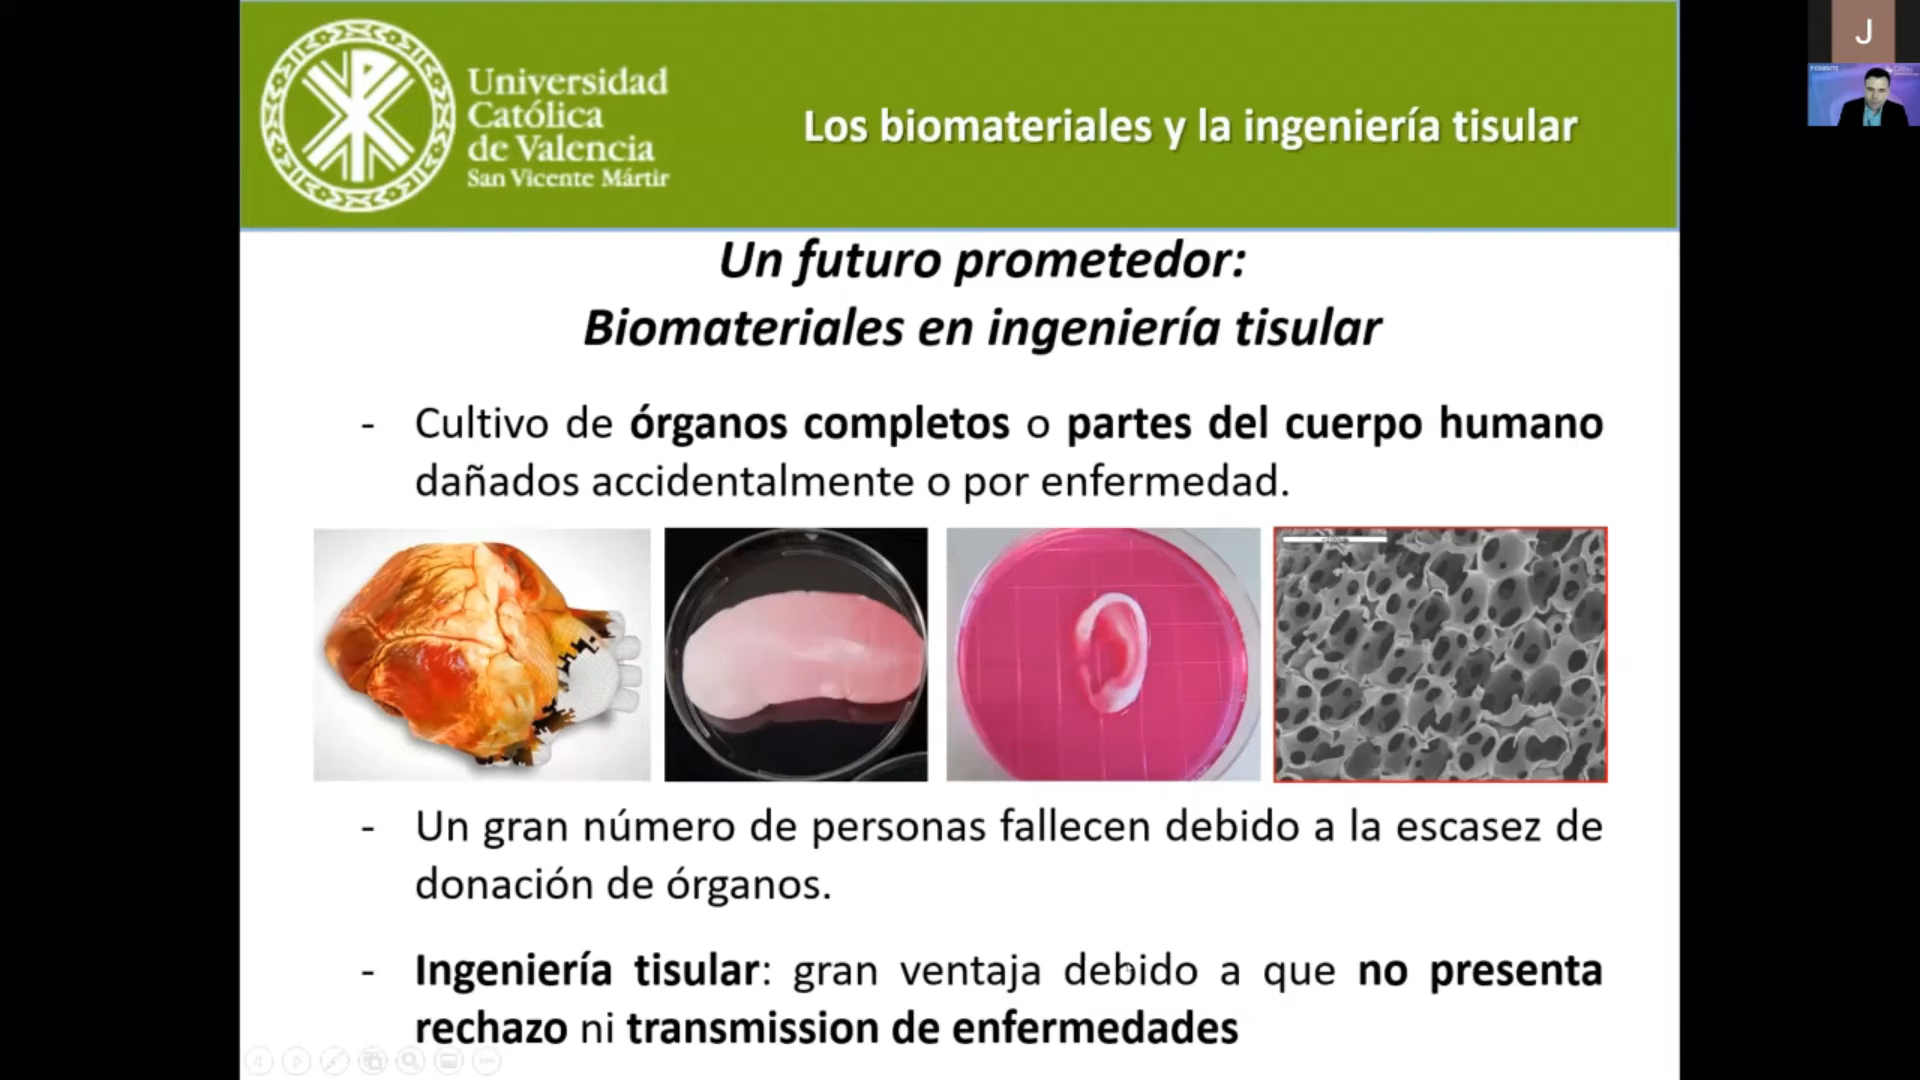 Universidad
Católica
de Valencia
San Vicente Mártir
Los biomateriales y la ingeniería tisular
J
PONENTE
Un futuro prometedor:
Biomateriales en ingeniería tisular
- Cultivo de órganos completos o partes del cuerpo humano
dañados accidentalmente o por enfermedad.
- Un gran número de personas fallecen debido a la escasez de
donación de órganos.
- Ingeniería tisular: gran ventaja debido a que no presenta
rechazo ni transmission de enfermedades